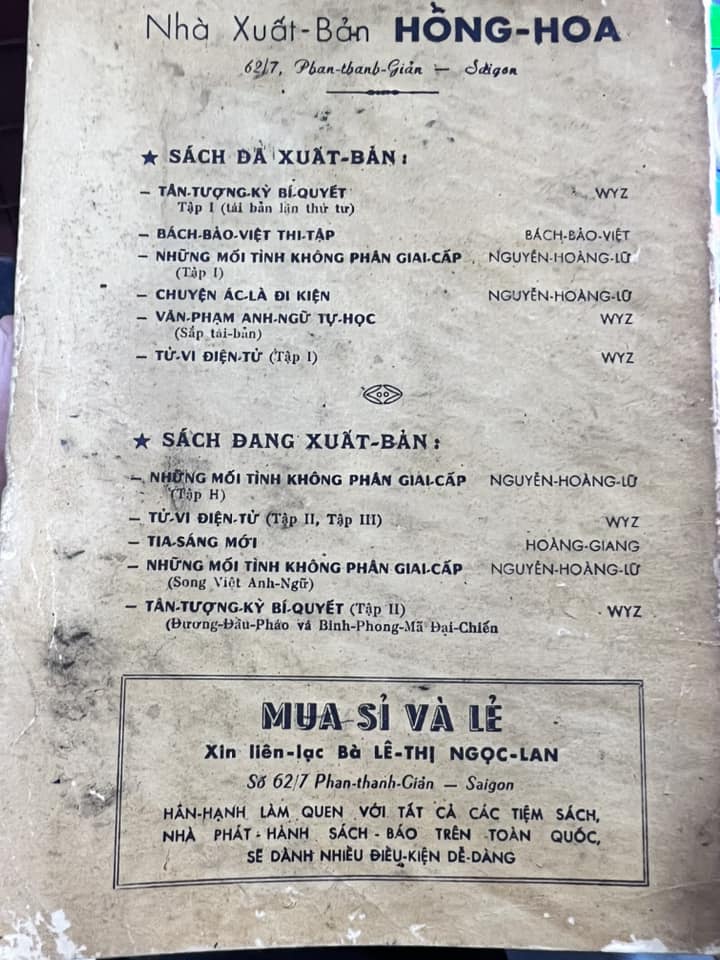 Nhà Xuất-Bản HỒNG-HOA
62/7, Phan-thanh-Giản — Saigon
★ SÁCH ĐÃ XUẤT-BẢN:
— TÂN-TƯỢNG-KỲ BÍ-QUYẾT WYZ
Tập I (tái bản lần thứ tư)
— BÁCH-BẢO-VIỆT THI-TẬP BÁCH-BẢO-VIỆT
— NHỮNG MỐI TÌNH KHÔNG PHÂN GIAI-CẤP NGUYỄN-HOÀNG-LỮ
(Tập I)
— CHUYỆN ÁC-LÀ ĐI KIỆN NGUYỄN-HOÀNG-LỮ
— VĂN-PHẠM ANH-NGỮ TỰ-HỌC WYZ
(Sắp tái-bản)
— TỬ-VI ĐIỆN-TỬ (Tập I) WYZ
★ SÁCH ĐANG XUẤT-BẢN:
— NHỮNG MỐI TÌNH KHÔNG PHÂN GIAI-CẤP NGUYỄN-HOÀNG-LỮ
(Tập H)
— TỬ-VI ĐIỆN-TỬ (Tập II, Tập III) WYZ
— TIA-SÁNG MỚI HOÀNG-GIANG
— NHỮNG MỐI TÌNH KHÔNG PHÂN GIAI-CẤP NGUYỄN-HOÀNG-LỮ
(Song Việt Anh-Ngữ)
— TÂN-TƯỢNG-KỲ BÍ-QUYẾT (Tập II) WYZ
(Đương-Đầu-Pháo và Bình-Phong-Mã Đại-Chiến
MUA SỈ VÀ LẺ
Xin liên-lạc Bà LÊ-THỊ NGỌC-LAN
Số 62/7 Phan-thanh-Giản — Saigon
HÂN-HẠNH LÀM QUEN VỚI TẤT CẢ CÁC TIỆM SÁCH,
NHÀ PHÁT-HÀNH SÁCH-BÁO TRÊN TOÀN QUỐC,
SẼ DÀNH NHIỀU ĐIỀU-KIỆN DỄ-DÀNG